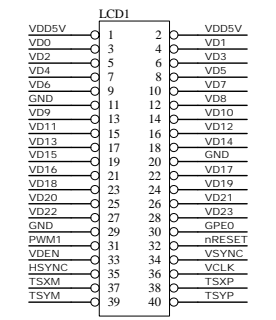 LCD1
VDD5V 1 2 VDD5V
VD0 3 4 VD1
VD2 5 6 VD3
VD4 7 8 VD5
VD6 9 10 VD7
GND 11 12 VD8
VD9 13 14 VD10
VD11 15 16 VD12
VD13 17 18 VD14
VD15 19 20 GND
VD16 21 22 VD17
VD18 23 24 VD19
VD20 25 26 VD21
VD22 27 28 VD23
GND 29 30 GPE0
PWM1 31 32 nRESET
VDEN 33 34 VSYNC
HSYNC 35 36 VCLK
TSXM 37 38 TSXP
TSYM 39 40 TSYP